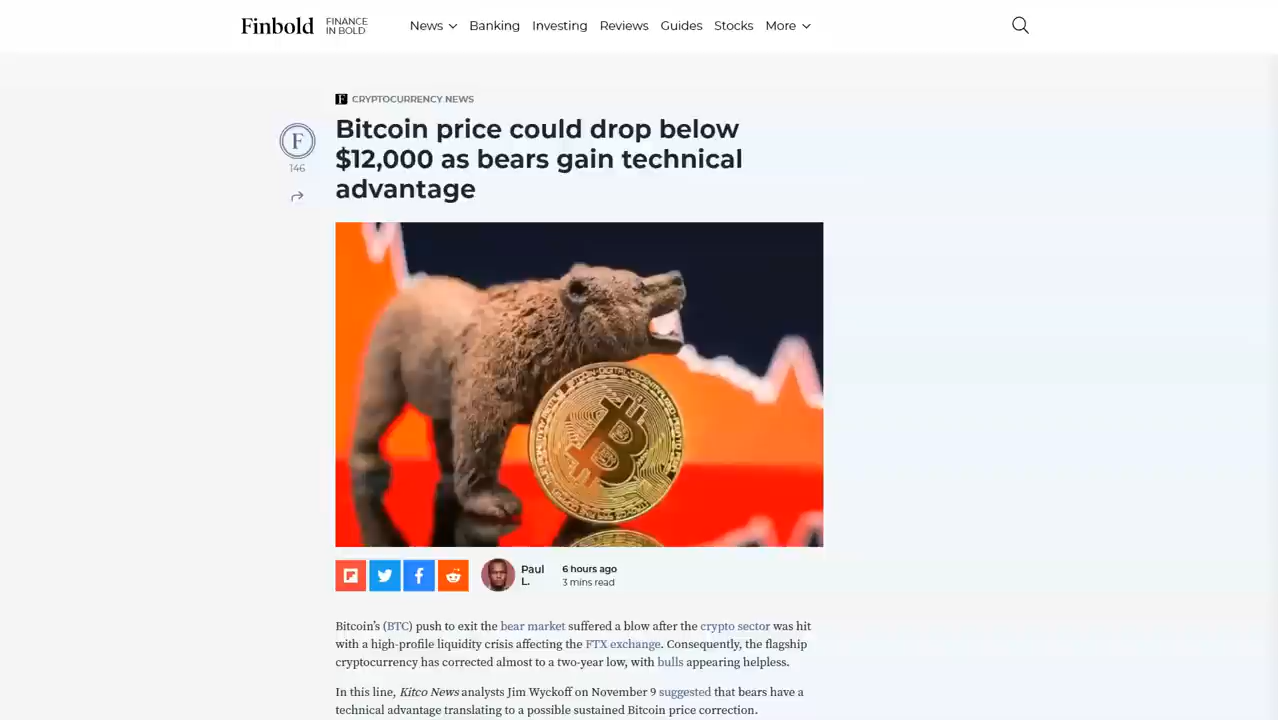 Finbold FINANCE IN BOLD News Banking Investing Reviews Guides Stocks More
F CRYPTOCURRENCY NEWS
Bitcoin price could drop below
$12,000 as bears gain technical
advantage
F
146
Paul L.
6 hours ago
3 mins read
Bitcoin's (BTC) push to exit the bear market suffered a blow after the crypto sector was hit
with a high-profile liquidity crisis affecting the FTX exchange. Consequently, the flagship
cryptocurrency has corrected almost to a two-year low, with bulls appearing helpless.
In this line, Kitco News analysts Jim Wyckoff on November 9 suggested that bears have a
technical advantage translating to a possible sustained Bitcoin price correction.